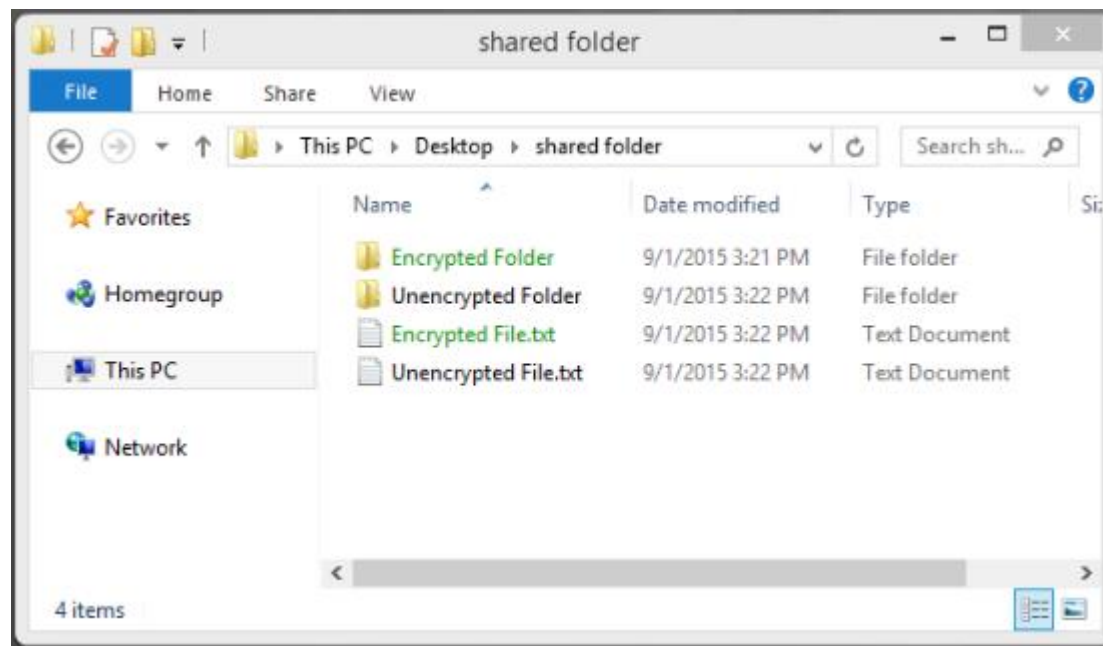 shared folder
File Home Share View
This PC Desktop shared folder Search sh...
Name Date modified Type
Favorites
Encrypted Folder 9/1/2015 3:21 PM File folder
Homegroup Unencrypted Folder 9/1/2015 3:22 PM File folder
Encrypted File.txt 9/1/2015 3:22 PM Text Document
This PC Unencrypted File.txt 9/1/2015 3:22 PM Text Document
Network
4 items